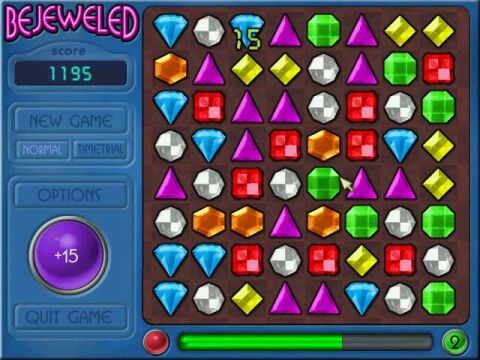 BEJEWELED
15
score
1195
NEW GAME
NORMAL TIMETRIAL
OPTIONS
+15
QUIT GAME
2